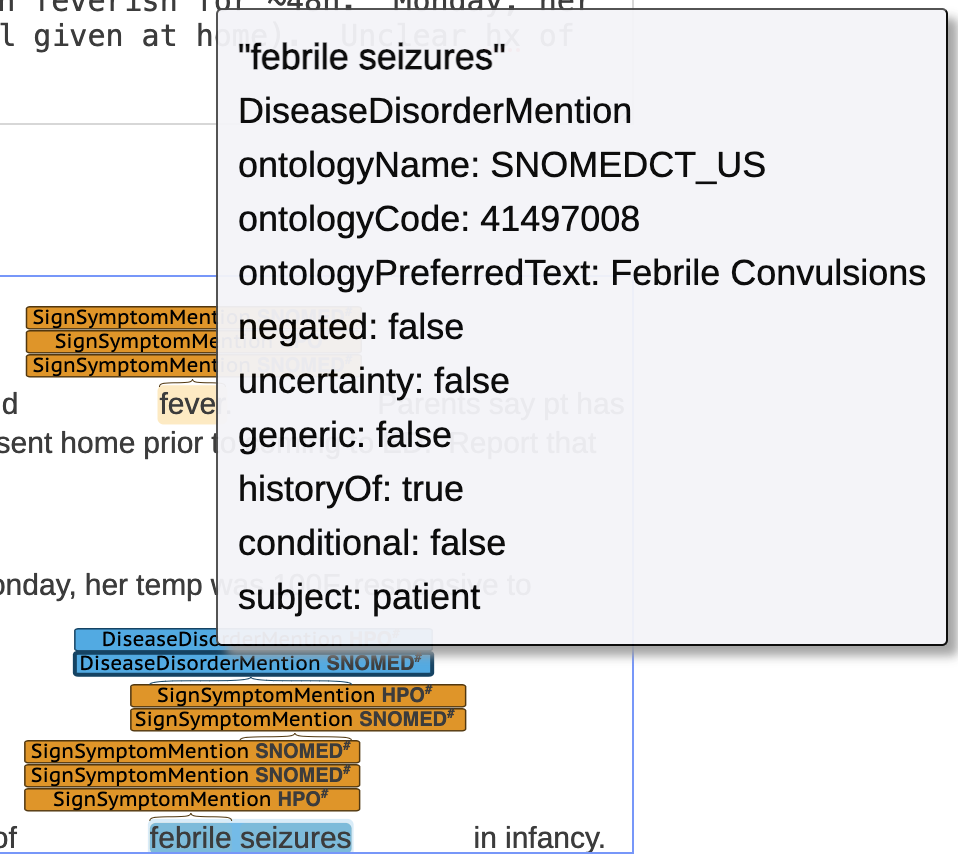 n feverish for ~48h. Monday, her
l given at home). Unclear hx of
"febrile seizures"
DiseaseDisorderMention
ontologyName: SNOMEDCT_US
ontologyCode: 41497008
ontologyPreferredText: Febrile Convulsions
negated: false
uncertainty: false
generic: false
historyOf: true
conditional: false
subject: patient
SignSymptomMention SNOMED#
SignSymptomMention
SignSymptomMention SNOMED#
d fever. Parents say pt has
sent home prior to coming to ED. Report that
onday, her temp was 100F, responsive to
DiseaseDisorderMention HPO#
DiseaseDisorderMention SNOMED#
SignSymptomMention HPO#
SignSymptomMention SNOMED#
SignSymptomMention SNOMED#
SignSymptomMention SNOMED#
SignSymptomMention HPO#
of febrile seizures in infancy.